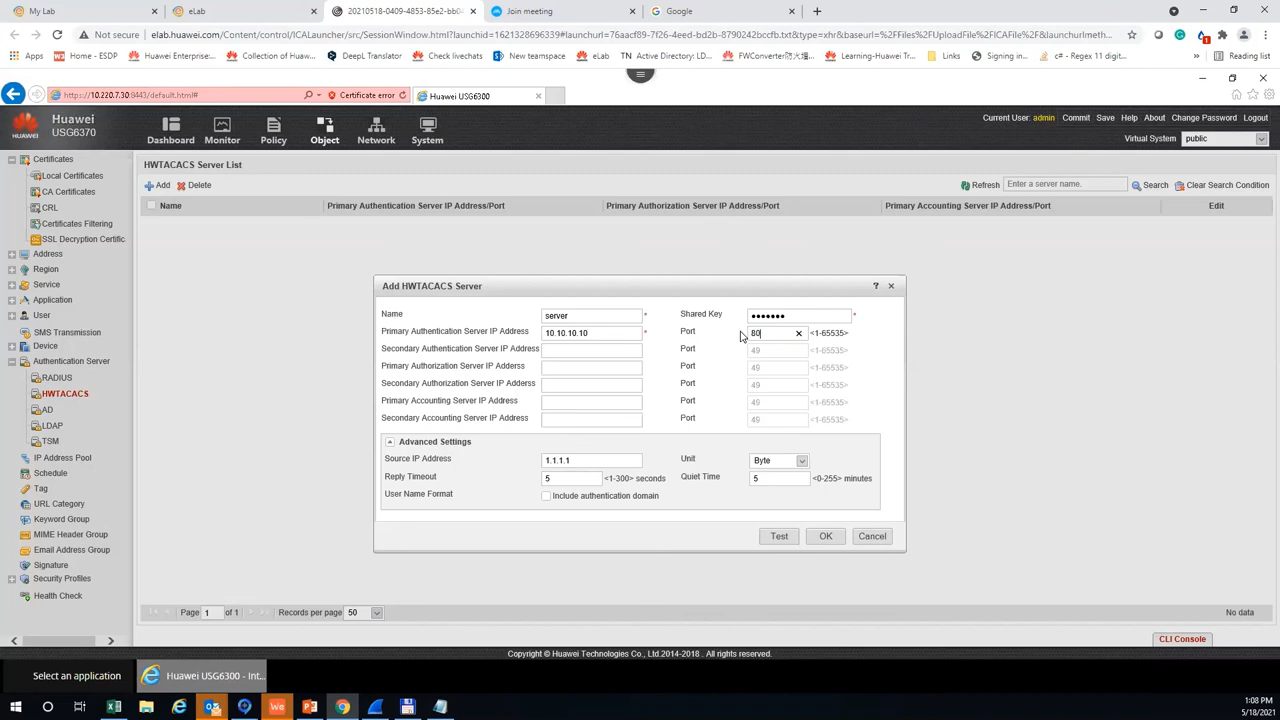 My Lab
eLab
20210518-0409-4853-85e2-bb0
Join meeting
Google
Not secure
elab.huawei.com/Content/control/ICALauncher/src/SessionWindow.html?launchid=1621328696339#launchurl=76aacf89-7f26-4eed-bd2b-8790242bccfb.txt&type=xhr&baseurl=%2FFiles%2FUploadFile%2FICAFile%2F&launchurlmeth...
Apps
Home - ESDP
Huawei Enterprise:...
Collection of Huaw...
DeepL Translator
Check livechats
New teamspace
eLab
Active Directory: LD...
Learning-Huawei Tr...
Links
Signing in...
c# - Regex 11 digit...
»
Reading list
https://10.220.7.30:8443/default.html#
Certificate error
Huawei USG6300
Huawei
USG6370
Dashboard
Monitor
Policy
Object
Network
System
Current User: admin
Commit
Save
Help
About
Change Password
Logout
Virtual System
public
Certificates
Local Certificates
CA Certificates
CRL
Certificates Filtering
SSL Decryption Certific
Address
Region
Service
Application
User
SMS Transmission
Device
Authentication Server
RADIUS
HWTACACS
AD
LDAP
TSM
IP Address Pool
Schedule
Tag
URL Category
Keyword Group
MIME Header Group
Email Address Group
Signature
Security Profiles
Health Check
HWTACACS Server List
Add
Delete
Refresh
Enter a server name.
Search
Clear Search Condition
Name
Primary Authentication Server IP Address/Port
Primary Authorization Server IP Address/Port
Primary Accounting Server IP Address/Port
Edit
Add HWTACACS Server
?
Name
server
*
Shared Key
•••••••
*
Primary Authentication Server IP Address
10.10.10.10
*
Port
80
<1-65535>
Secondary Authentication Server IP Address
Port
49
<1-65535>
Primary Authorization Server IP Adderss
Port
49
<1-65535>
Secondary Authorization Server IP Adderss
Port
49
<1-65535>
Primary Accounting Server IP Address
Port
49
<1-65535>
Secondary Accounting Server IP Address
Port
49
<1-65535>
Advanced Settings
Source IP Address
1.1.1.1
Unit
Byte
Reply Timeout
5
<1-300> seconds
Quiet Time
5
<0-255> minutes
User Name Format
Include authentication domain
Test
OK
Cancel
Page
1
of 1
Records per page
50
No data
CLI Console
Copyright © Huawei Technologies Co., Ltd.2014-2018 . All rights reserved.
Select an application
Huawei USG6300 - Int...
We
1:08 PM
5/18/2021